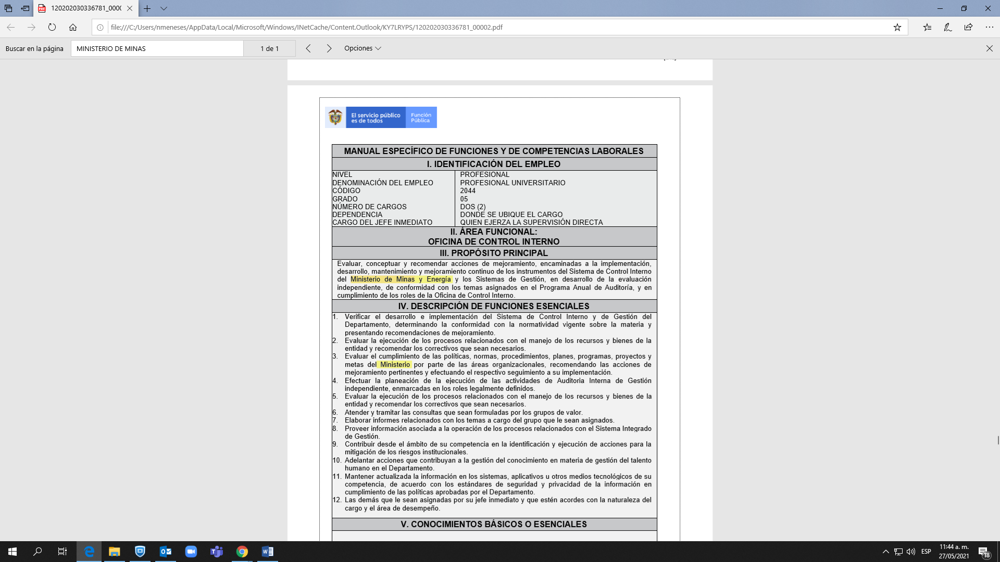 120202030336781_000(
file:///C:/Users/nmeneses/AppData/Local/Microsoft/Windows/INetCache/Content.Outlook/KY7LRYPS/120202030336781_00002.pdf
Buscar en la página MINISTERIO DE MINAS 1 de 1 Opciones
El servicio público
es de todos
Función
Pública
MANUAL ESPECÍFICO DE FUNCIONES Y DE COMPETENCIAS LABORALES
I. IDENTIFICACIÓN DEL EMPLEO
NIVEL PROFESIONAL
DENOMINACIÓN DEL EMPLEO PROFESIONAL UNIVERSITARIO
CÓDIGO 2044
GRADO 05
NÚMERO DE CARGOS DOS (2)
DEPENDENCIA DONDE SE UBIQUE EL CARGO
CARGO DEL JEFE INMEDIATO QUIEN EJERZA LA SUPERVISIÓN DIRECTA
II. ÁREA FUNCIONAL:
OFICINA DE CONTROL INTERNO
III. PROPÓSITO PRINCIPAL
Evaluar, conceptuar y recomendar acciones de mejoramiento, encaminadas a la implementación,
desarrollo, mantenimiento y mejoramiento continuo de los instrumentos del Sistema de Control Interno
del Ministerio de Minas y Energía y los Sistemas de Gestión, en desarrollo de la evaluación
independiente, de conformidad con los temas asignados en el Programa Anual de Auditoría, y en
cumplimiento de los roles de la Oficina de Control Interno.
IV. DESCRIPCIÓN DE FUNCIONES ESENCIALES
1. Verificar el desarrollo e implementación del Sistema de Control Interno y de Gestión del
Departamento, determinando la conformidad con la normatividad vigente sobre la materia y
presentando recomendaciones de mejoramiento.
2. Evaluar la ejecución de los procesos relacionados con el manejo de los recursos y bienes de la
entidad y recomendar los correctivos que sean necesarios.
3. Evaluar el cumplimiento de las políticas, normas, procedimientos, planes, programas, proyectos y
metas del Ministerio por parte de las áreas organizacionales, recomendando las acciones de
mejoramiento pertinentes y efectuando el respectivo seguimiento a su implementación.
4. Efectuar la planeación de la ejecución de las actividades de Auditoria Interna de Gestión
independiente, enmarcadas en los roles legalmente definidos.
5. Evaluar la ejecución de los procesos relacionados con el manejo de los recursos y bienes de la
entidad y recomendar los correctivos que sean necesarios.
6. Atender y tramitar las consultas que sean formuladas por los grupos de valor.
7. Elaborar informes relacionados con los temas a cargo del grupo que le sean asignados.
8. Proveer información asociada a la operación de los procesos relacionados con el Sistema Integrado
de Gestión.
9. Contribuir desde el ámbito de su competencia en la identificación y ejecución de acciones para la
mitigación de los riesgos institucionales.
10. Adelantar acciones que contribuyan a la gestión del conocimiento en materia de gestión del talento
humano en el Departamento.
11. Mantener actualizada la información en los sistemas, aplicativos u otros medios tecnológicos de su
competencia, de acuerdo con los estándares de seguridad y privacidad de la información en
cumplimiento de las políticas aprobadas por el Departamento.
12. Las demás que le sean asignadas por su jefe inmediato y que estén acordes con la naturaleza del
cargo y el área de desempeño.
V. CONOCIMIENTOS BÁSICOS O ESENCIALES
ESP
11:44 a. m.
27/05/2021
18